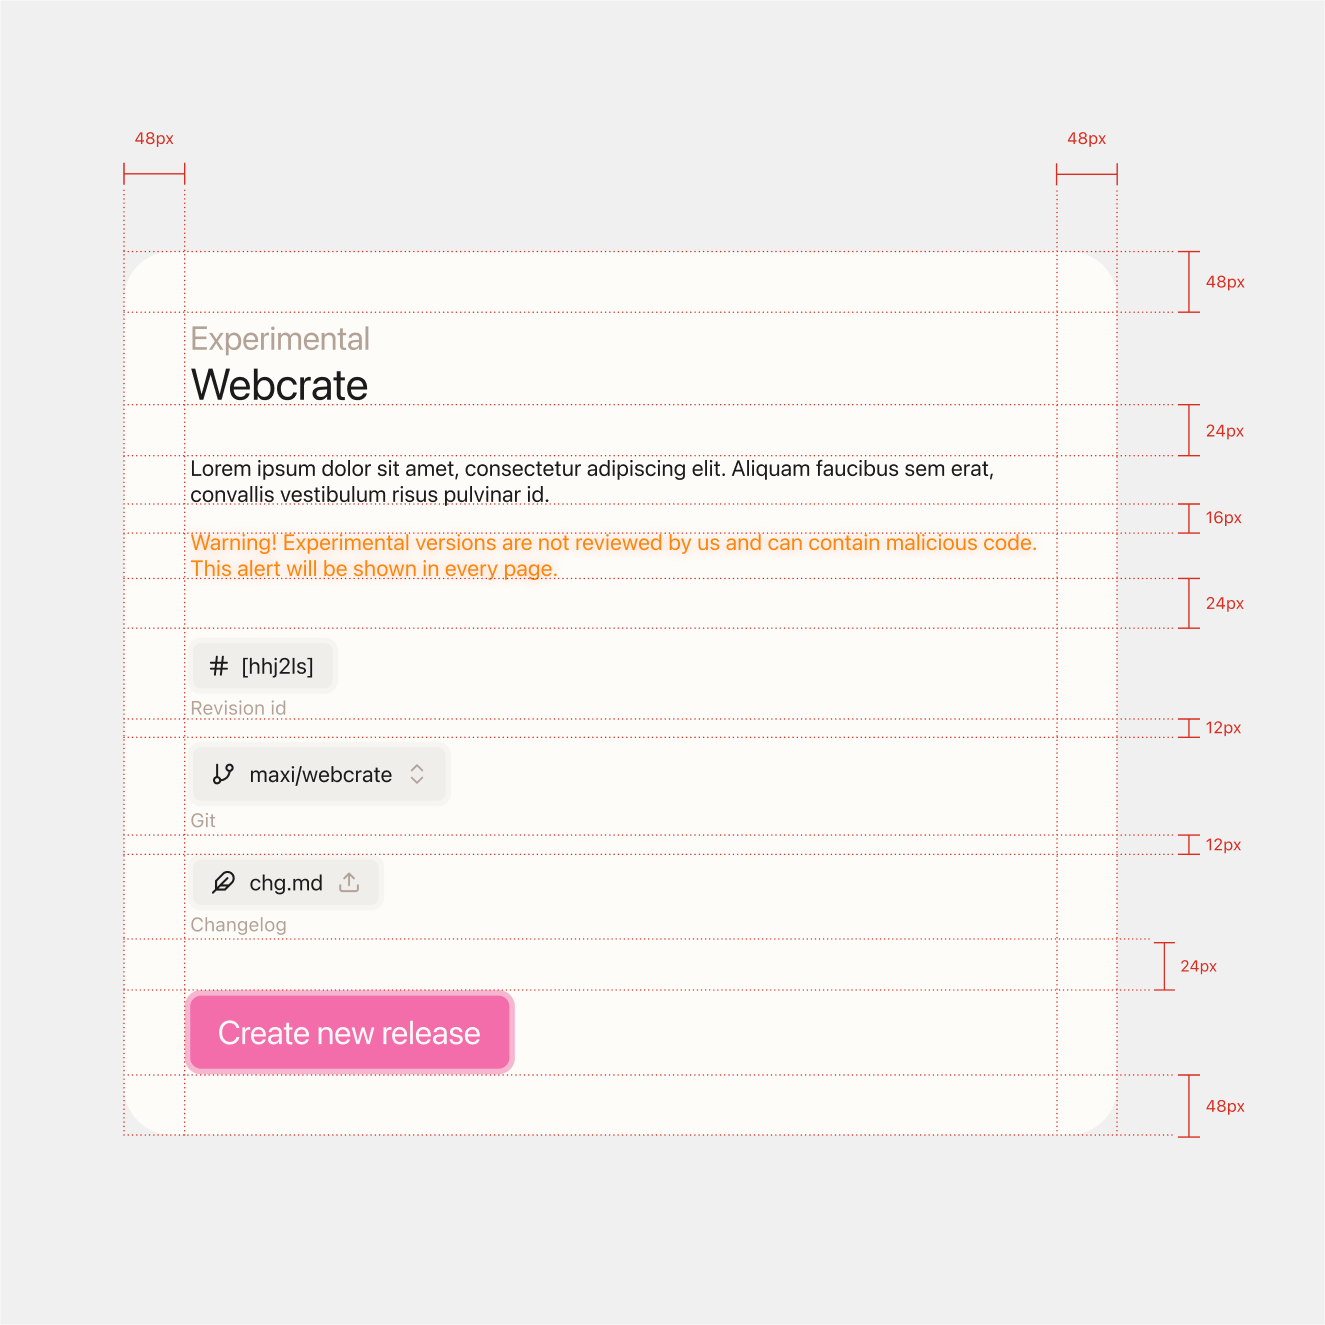 48px
48px
48px
Experimental
Webcrate
24px
Lorem ipsum dolor sit amet, consectetur adipiscing elit. Aliquam faucibus sem erat,
convallis vestibulum risus pulvinar id.
16px
Warning! Experimental versions are not reviewed by us and can contain malicious code.
This alert will be shown in every page.
24px
# [hhj2ls]
Revision id
12px
maxi/webcrate
Git
12px
chg.md
Changelog
24px
Create new release
48px